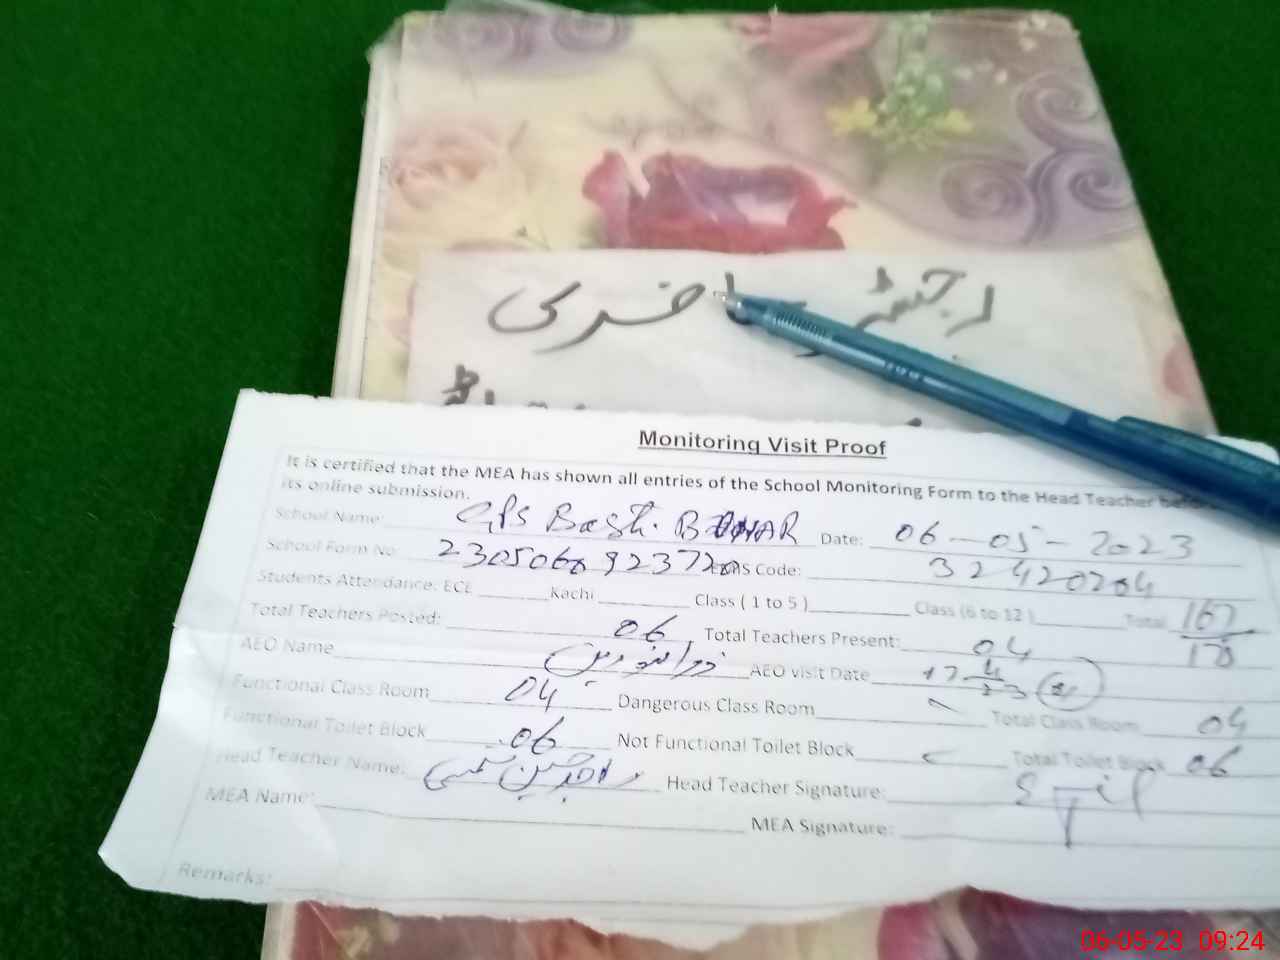 رجسٹر حاضری
Monitoring Visit Proof
It is certified that the MEA has shown all entries of the School Monitoring Form to the Head Teacher before
its online submission.
School Name: GPS Basti Date: 06-05-2023
School Form No: EMIS Code: 32420204
Students Attendance: ECE Kachi Class ( 1 to 5 ) Class (6 to 12 ) Total 167
Total Teachers Posted: 06 Total Teachers Present: 04
AEO Name AEO visit Date
Functional Class Room 04 Dangerous Class Room Total Class Room 04
Functional Toilet Block 06 Not Functional Toilet Block Total Toilet Block 06
Head Teacher Name: Head Teacher Signature:
MEA Name: MEA Signature:
Remarks:
06-05-23 09:24